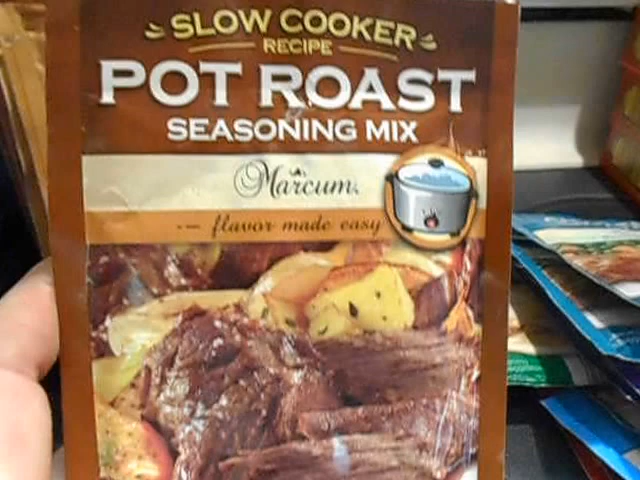 SLOW COOKER
RECIPE
POT ROAST
SEASONING MIX
Marcum.
flavor made easy